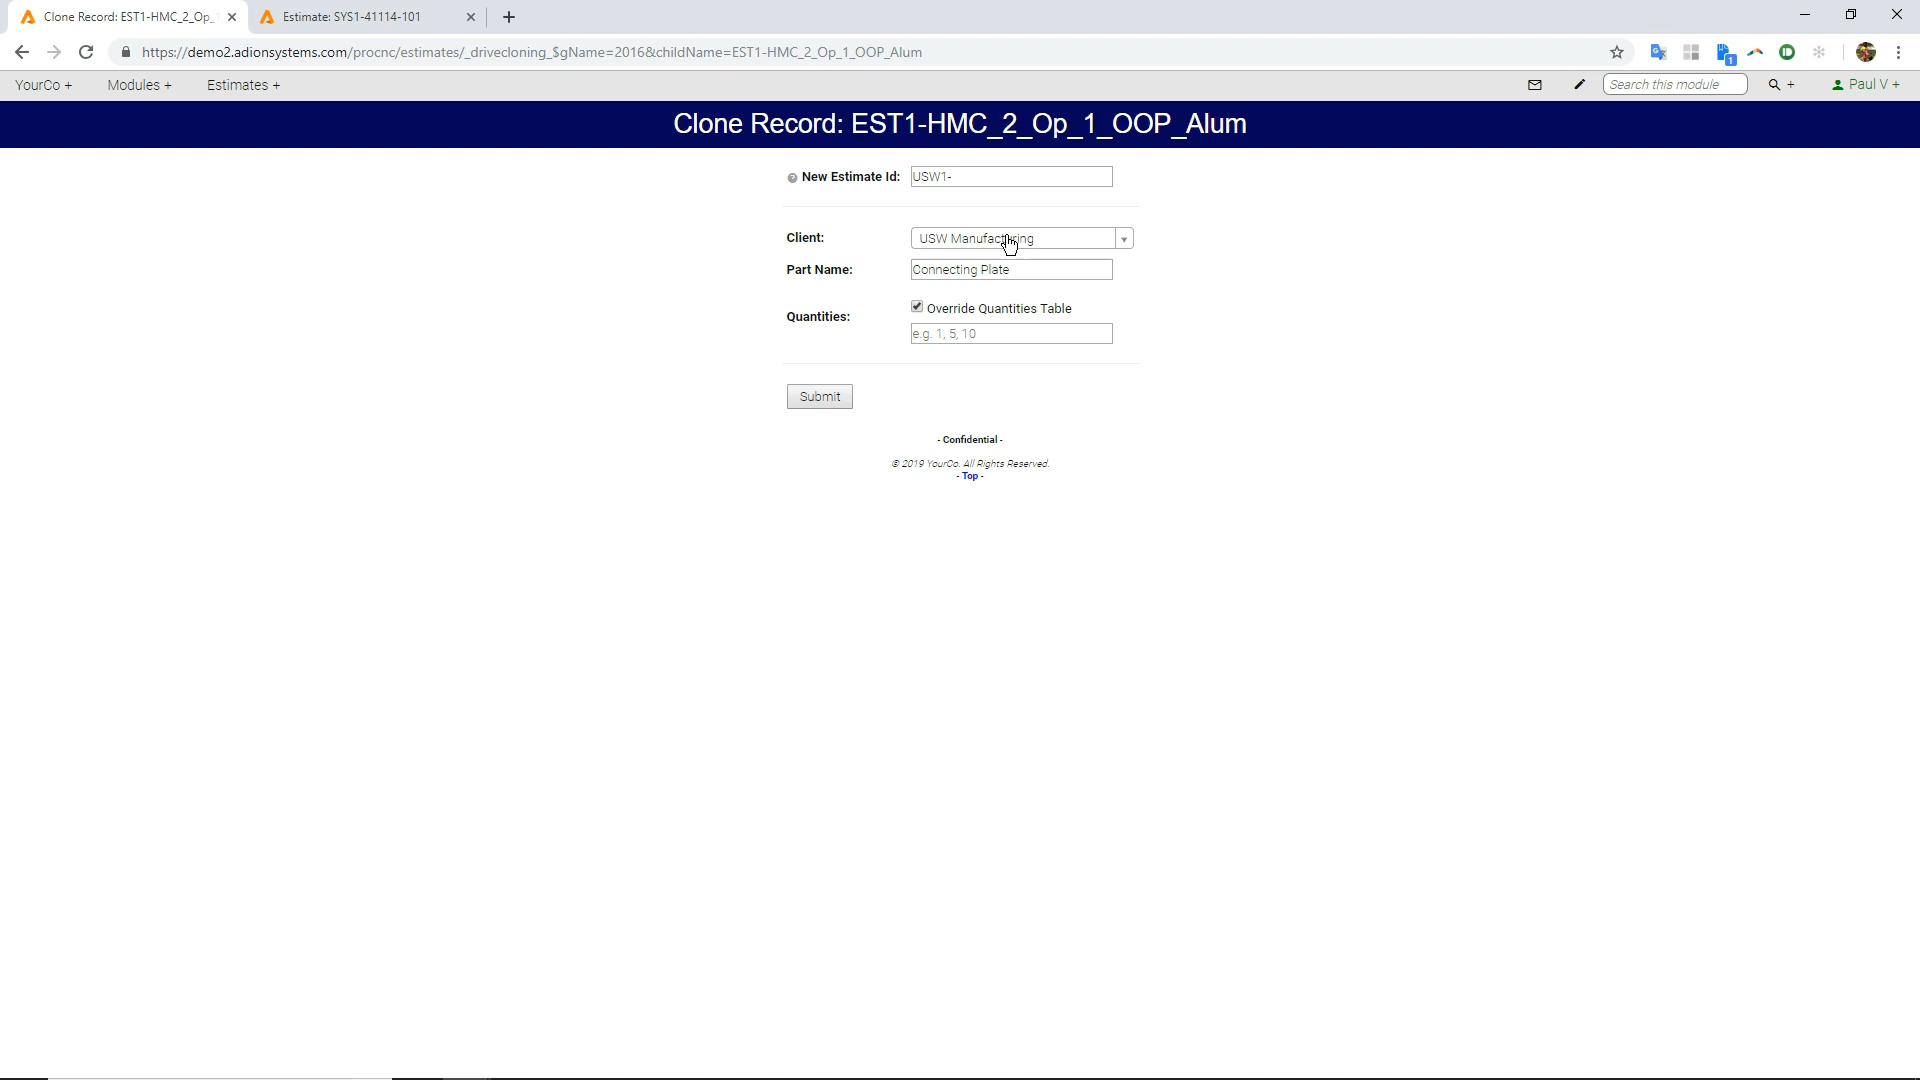 Clone Record: EST1-HMC_2_Op_
Estimate: SYS1-41114-101
https://demo2.adionsystems.com/procnc/estimates/_drivecloning_$gName=2016&childName=EST1-HMC_2_Op_1_OOP_Alum
1
YourCo +
Modules +
Estimates +
Search this module
+
Paul V +
Clone Record: EST1-HMC_2_Op_1_OOP_Alum
New Estimate Id: USW1-
Client: USW Manufacturing
Part Name: Connecting Plate
Override Quantities Table
Quantities:
e.g. 1, 5, 10
Submit
- Confidential -
© 2019 YourCo. All Rights Reserved.
- Top -